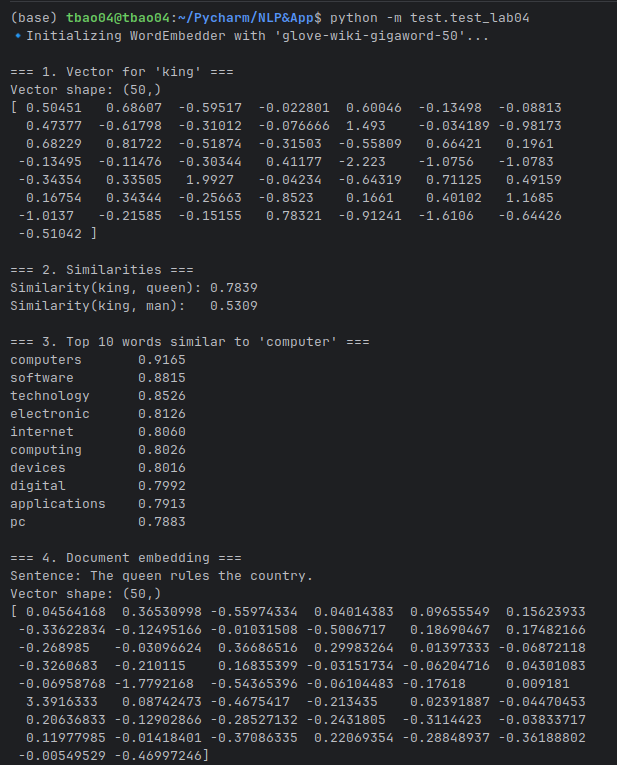 (base) tbao04@tbao04:~/Pycharm/NLP&App$ python -m test.test_lab04
🔹Initializing WordEmbedder with 'glove-wiki-gigaword-50'...
=== 1. Vector for 'king' ===
Vector shape: (50,)
[ 0.50451   0.68607  -0.59517  -0.022801  0.60046  -0.13498  -0.08813
  0.47377  -0.61798  -0.31012  -0.076666  1.493    -0.034189 -0.98173
  0.68229   0.81722  -0.51874  -0.31503  -0.55809   0.66421   0.1961
 -0.13495  -0.11476  -0.30344   0.41177  -2.223    -1.0756   -1.0783
 -0.34354   0.33505   1.9927   -0.04234  -0.64319   0.71125   0.49159
  0.16754   0.34344  -0.25663  -0.8523    0.1661    0.40102   1.1685
 -1.0137   -0.21585  -0.15155   0.78321  -0.91241  -1.6106   -0.64426
 -0.51042 ]
=== 2. Similarities ===
Similarity(king, queen): 0.7839
Similarity(king, man):   0.5309
=== 3. Top 10 words similar to 'computer' ===
computers       0.9165
software        0.8815
technology      0.8526
electronic      0.8126
internet        0.8060
computing       0.8026
devices         0.8016
digital         0.7992
applications    0.7913
pc              0.7883
=== 4. Document embedding ===
Sentence: The queen rules the country.
Vector shape: (50,)
[ 0.04564168  0.36530998 -0.55974334  0.04014383  0.09655549  0.15623933
 -0.33622834 -0.12495166 -0.01031508 -0.5006717   0.18690467  0.17482166
 -0.268985   -0.03096624  0.36686516  0.29983264  0.01397333 -0.06872118
 -0.3260683  -0.210115    0.16835399 -0.03151734 -0.06204716  0.04301083
 -0.06958768 -1.7792168  -0.54365396 -0.06104483 -0.17618     0.009181
  3.3916333   0.08742473 -0.4675417  -0.213435    0.02391887 -0.04470453
  0.20636833 -0.12902866 -0.28527132 -0.2431805  -0.3114423  -0.03833717
  0.11977985 -0.01418401 -0.37086335  0.22069354 -0.28848937 -0.36188802
 -0.00549529 -0.46997246]